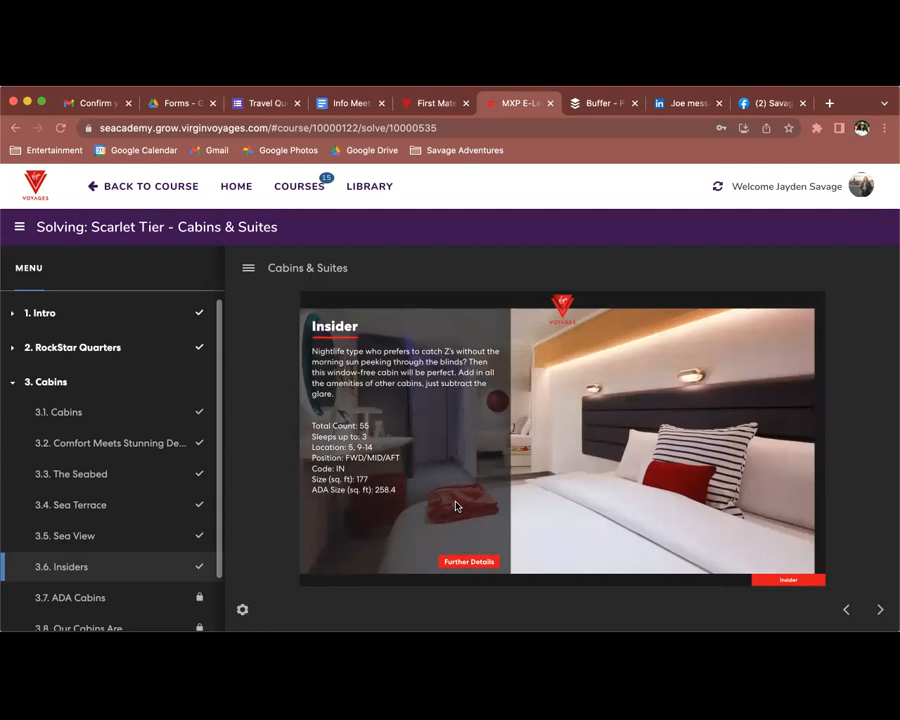 Confirm y
Forms - G
Travel Qu
Info Meet
First Mate
MXP E-Le
Buffer - P
Joe mess
(2) Savag
seacademy.grow.virginvoyages.com/#course/10000122/solve/10000535
Entertainment
Google Calendar
Gmail
Google Photos
Google Drive
Savage Adventures
VOYAGES
BACK TO COURSE
HOME
COURSES
15
LIBRARY
Welcome Jayden Savage
Solving: Scarlet Tier - Cabins & Suites
MENU
Cabins & Suites
1. Intro
2. RockStar Quarters
3. Cabins
3.1. Cabins
3.2. Comfort Meets Stunning De...
3.3. The Seabed
3.4. Sea Terrace
3.5. Sea View
3.6. Insiders
3.7. ADA Cabins
3.8. Our Cabins Are
VOYAGES
Insider
Nightlife type who prefers to catch Z's without the
morning sun peeking through the blinds? Then
this window-free cabin will be perfect. Add in all
the amenities of other cabins, just subtract the
glare.
Total Count: 55
Sleeps up to: 3
Location: 5, 9-14
Position: FWD/MID/AFT
Code: IN
Size (sq. ft): 177
ADA Size (sq. ft): 258.4
Further Details
Insider